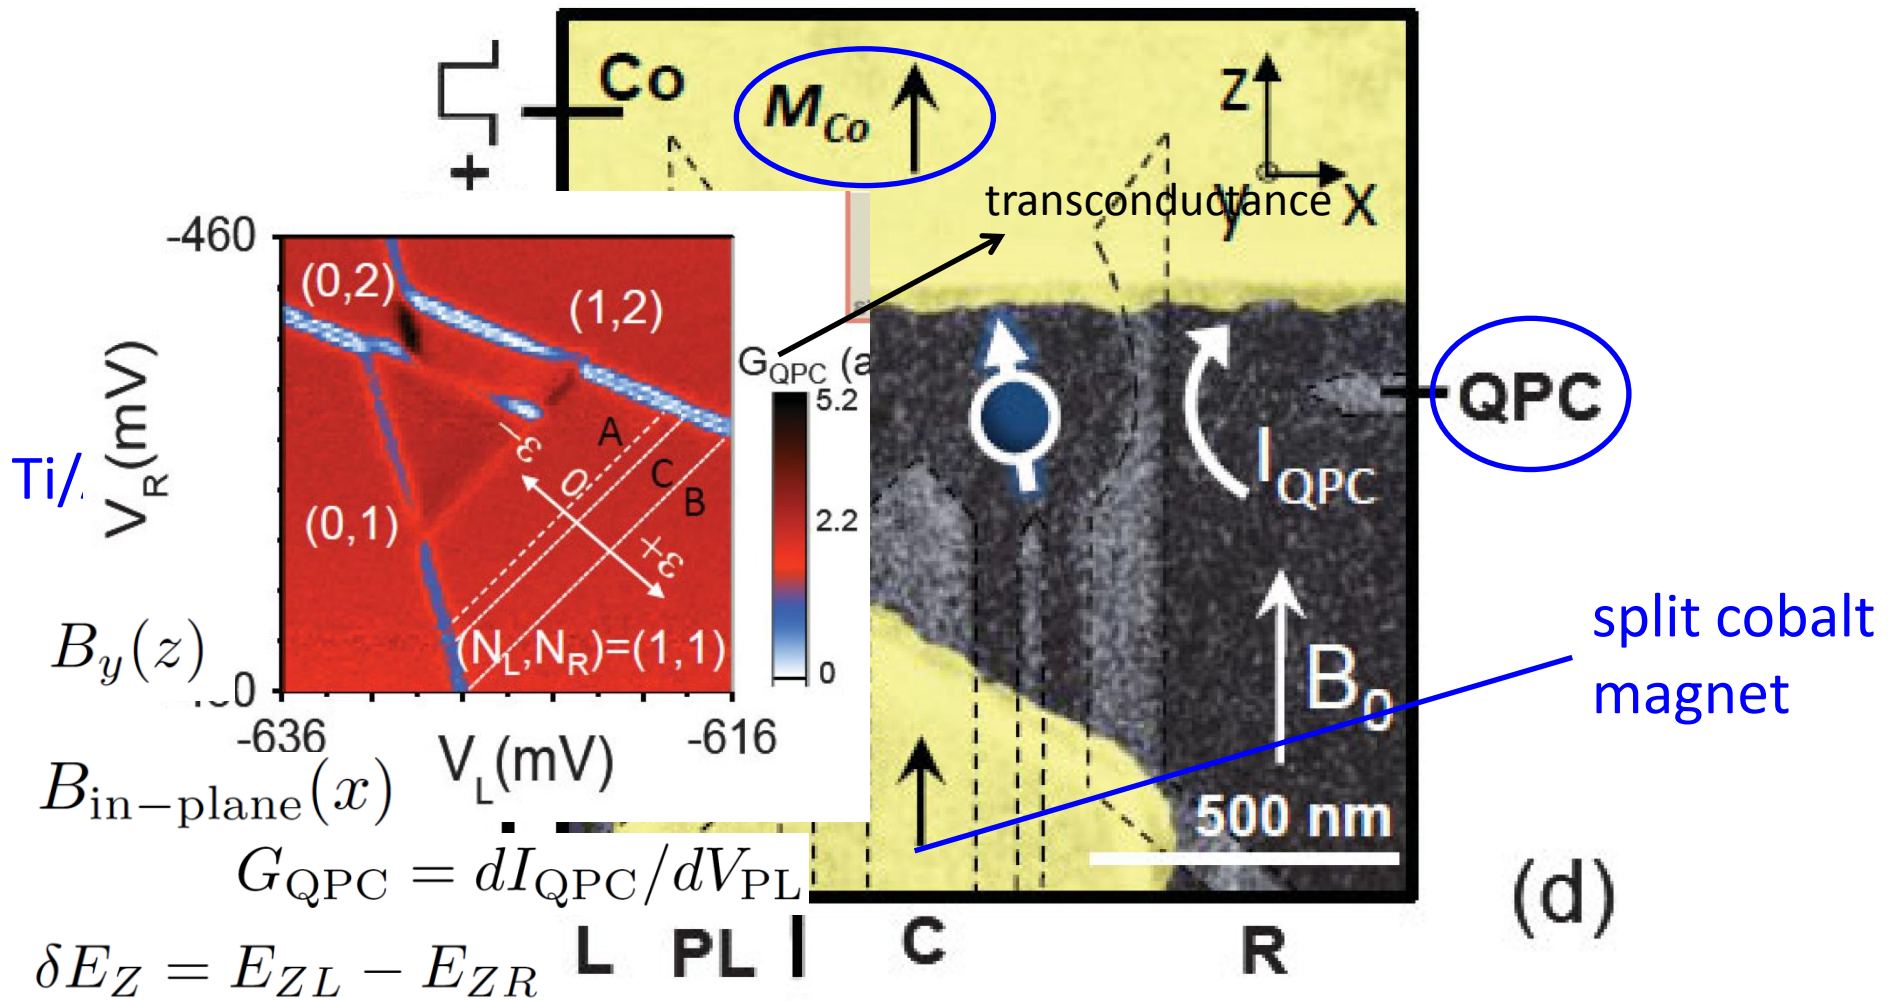 Co
M_Co
Z
y
X
+
transconductance
-460
(0,2)
(1,2)
G_QPC (a
5.2
2.2
0
V_R(mV)
A
-ε
0
C
B
+ε
(0,1)
(N_L,N_R)=(1,1)
-636
V_L(mV)
-616
QPC
I_QPC
B_0
500 nm
Ti/
split cobalt
magnet
B_y(z)
B_in−plane(x)
G_QPC = dI_QPC/dV_PL
δE_Z = E_ZL − E_ZR
L
PL
C
R
(d)